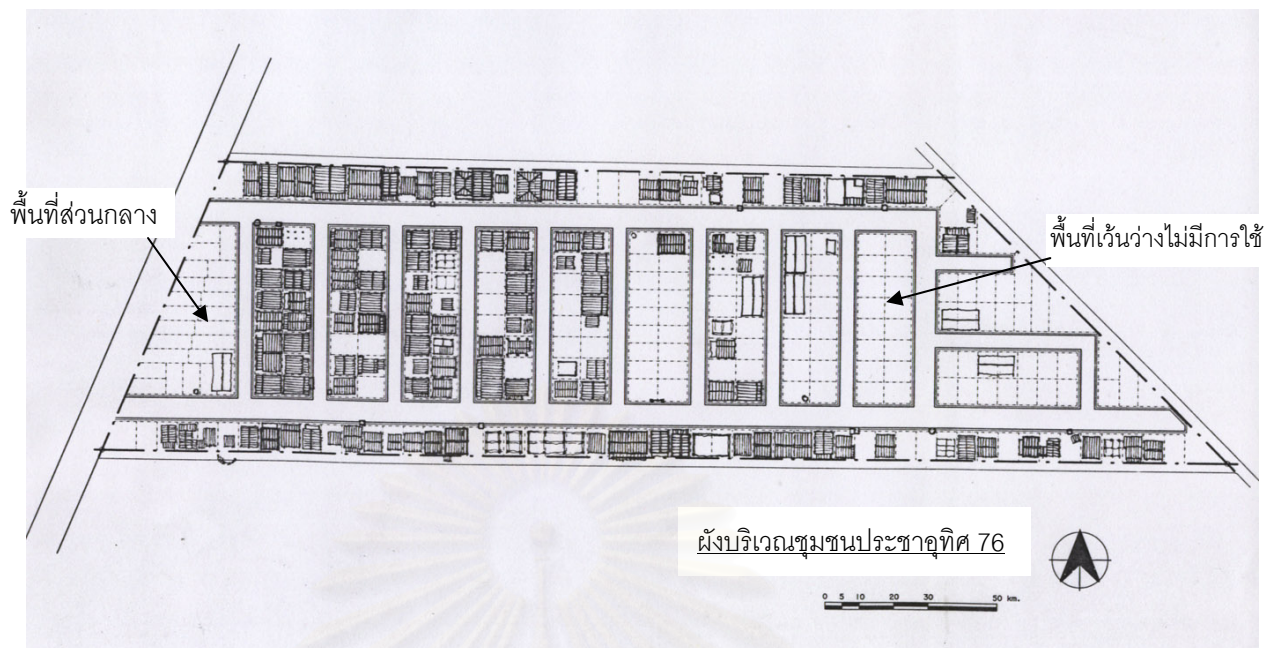 พื้นที่ส่วนกลาง
พื้นที่เว้นว่างไม่มีการใช้
ผังบริเวณชุมชนประชาอุทิศ 76
0 5 10 20 30 50 km.